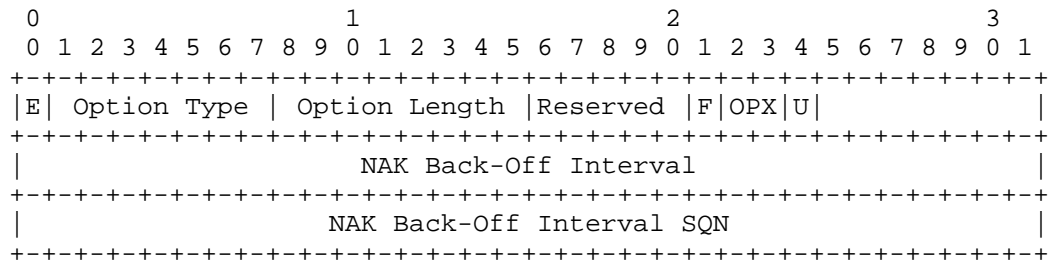 0                   1                   2                   3
 0 1 2 3 4 5 6 7 8 9 0 1 2 3 4 5 6 7 8 9 0 1 2 3 4 5 6 7 8 9 0 1
+-+-+-+-+-+-+-+-+-+-+-+-+-+-+-+-+-+-+-+-+-+-+-+-+-+-+-+-+-+-+-+-+
|E| Option Type | Option Length |Reserved |F|OPX|U|             |
+-+-+-+-+-+-+-+-+-+-+-+-+-+-+-+-+-+-+-+-+-+-+-+-+-+-+-+-+-+-+-+-+
|                     NAK Back-Off Interval                     |
+-+-+-+-+-+-+-+-+-+-+-+-+-+-+-+-+-+-+-+-+-+-+-+-+-+-+-+-+-+-+-+-+
|                   NAK Back-Off Interval SQN                   |
+-+-+-+-+-+-+-+-+-+-+-+-+-+-+-+-+-+-+-+-+-+-+-+-+-+-+-+-+-+-+-+-+